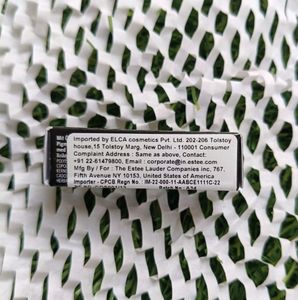 Imported by ELCA cosmetics Pvt. Ltd. 202-206 Tolstoy
house,15 Tolstoy Marg, New Delhi - 110001 Consumer
Complaint Address : Same as above, Contact:
+91 22-51479800, Email : corporate@in.estee.com
Mfg By / For : The Estee Lauder Companies inc, 767,
Fifth Avenue NY 10153, United States of America
Importer - CPCB Regn No. : IM-22-000-11-AABCE1111C-22